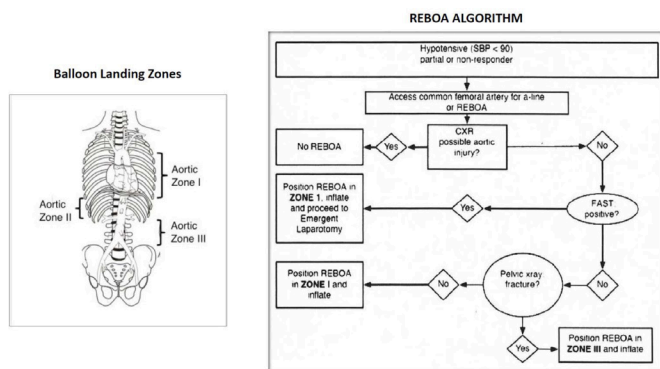 REBOA ALGORITHM
Balloon Landing Zones
Aortic
Zone I
Aortic
Zone II
Aortic
Zone III
Hypotensive (SBP < 90)
partial or non-responder
Access common femoral artery for a-line
or REBOA
CXR
possible aortic
injury?
Yes
No REBOA
No
FAST
positive?
Yes
Position REBOA in
ZONE 1, inflate
and proceed to
Emergent
Laparotomy
No
Pelvic xray
fracture?
No
Position REBOA
in ZONE I and
inflate
Yes
Position REBOA in
ZONE III and inflate